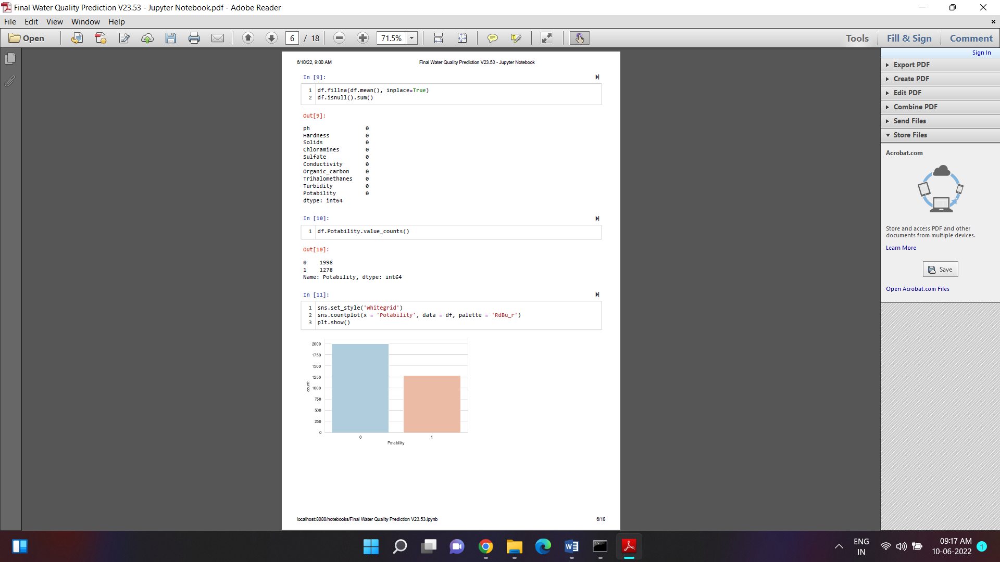 Final Water Quality Prediction V23.53 - Jupyter Notebook.pdf - Adobe Reader
File Edit View Window Help
Open 6 / 18 71.5% Tools Fill & Sign Comment
Sign In
Export PDF
Create PDF
Edit PDF
Combine PDF
Send Files
Store Files
Acrobat.com
Store and access PDF and other
documents from multiple devices.
Learn More
Save
Open Acrobat.com Files
6/10/22, 9:00 AM Final Water Quality Prediction V23.53 - Jupyter Notebook
In [9]:
1 df.fillna(df.mean(), inplace=True)
2 df.isnull().sum()
Out[9]:
ph 0
Hardness 0
Solids 0
Chloramines 0
Sulfate 0
Conductivity 0
Organic_carbon 0
Trihalomethanes 0
Turbidity 0
Potability 0
dtype: int64
In [10]:
1 df.Potability.value_counts()
Out[10]:
0 1998
1 1278
Name: Potability, dtype: int64
In [11]:
1 sns.set_style('whitegrid')
2 sns.countplot(x = 'Potability', data = df, palette = 'RdBu_r')
3 plt.show()
2000
1750
1500
1250
1000
750
500
250
0
count
0 1
Potability
localhost:8888/notebooks/Final Water Quality Prediction V23.53.ipynb 6/18
ENG
IN
09:17 AM
10-06-2022
1